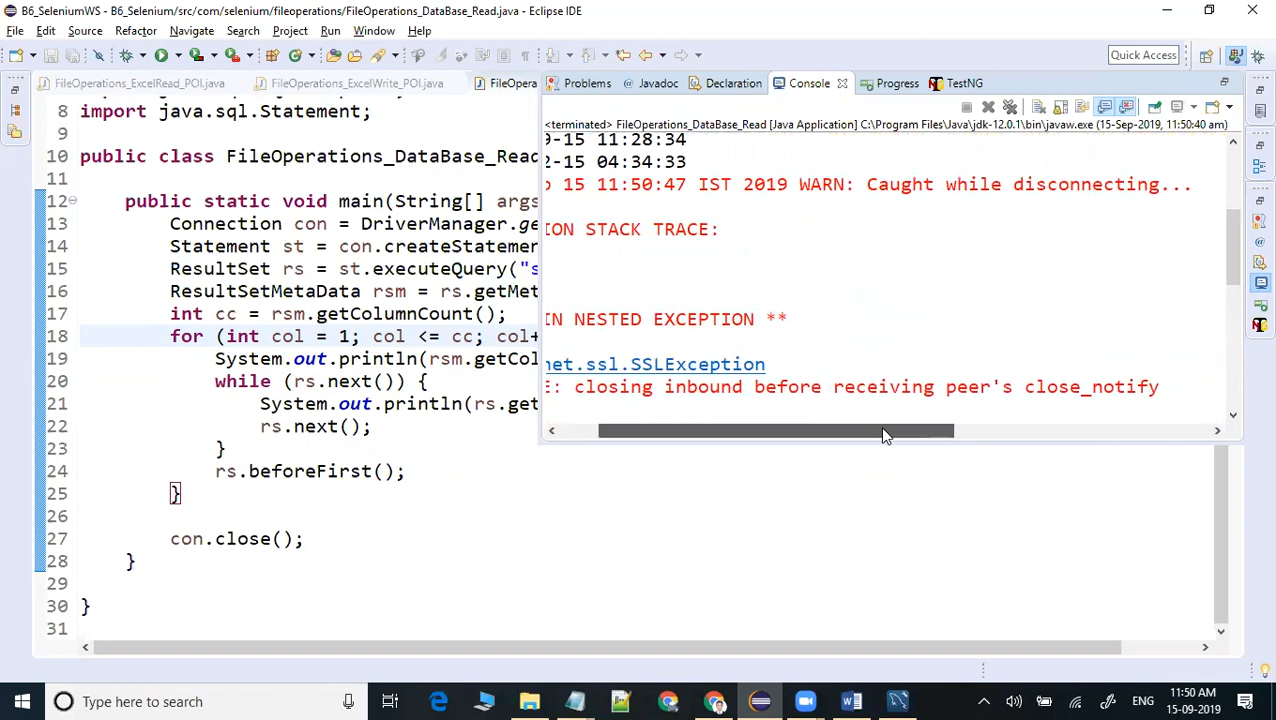 B6_SeleniumWS - B6_Selenium/src/com/selenium/fileoperations/FileOperations_DataBase_Read.java - Eclipse IDE
File Edit Source Refactor Navigate Search Project Run Window Help
Quick Access
FileOperations_ExcelRead_POI.java FileOperations_ExcelWrite_POI.java FileOpera
Problems Javadoc Declaration Console Progress TestNG
<terminated> FileOperations_DataBase_Read [Java Application] C:\Program Files\Java\jdk-12.0.1\bin\javaw.exe (15-Sep-2019, 11:50:40 am)
9-15 11:28:34
2-15 04:34:33
15 11:50:47 IST 2019 WARN: Caught while disconnecting...
ION STACK TRACE:
IN NESTED EXCEPTION **
net.ssl.SSLException
E: closing inbound before receiving peer's close_notify
8 import java.sql.Statement;
9
10 public class FileOperations_DataBase_Read
11
12 public static void main(String[] args
13 Connection con = DriverManager.ge
14 Statement st = con.createStatemen
15 ResultSet rs = st.executeQuery("s
16 ResultSetMetaData rsm = rs.getMet
17 int cc = rsm.getColumnCount();
18 for (int col = 1; col <= cc; col+
19 System.out.println(rsm.getCol
20 while (rs.next()) {
21 System.out.println(rs.get
22 rs.next();
23 }
24 rs.beforeFirst();
25 }
26
27 con.close();
28 }
29
30 }
31
Type here to search
ENG
11:50 AM
15-09-2019